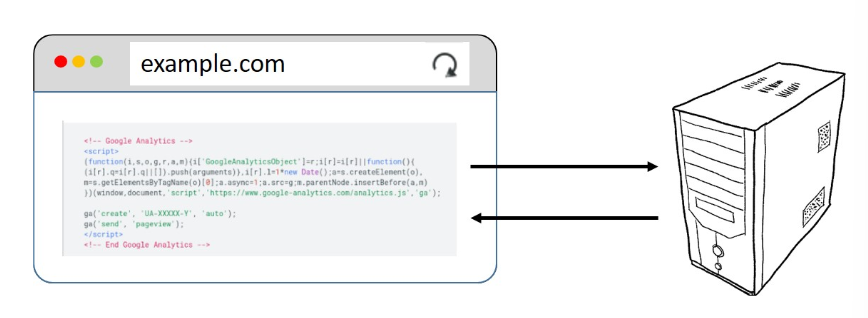 example.com
<!-- Google Analytics -->
<script>
(function(i,s,o,g,r,a,m){i['GoogleAnalyticsObject']=r;i[r]=i[r]||function(){
(i[r].q=i[r].q||[]).push(arguments)},i[r].l=1*new Date();a=s.createElement(o),
m=s.getElementsByTagName(o)[0];a.async=1;a.src=g;m.parentNode.insertBefore(a,m)
})(window,document,'script','https://www.google-analytics.com/analytics.js','ga');
ga('create', 'UA-XXXXX-Y', 'auto');
ga('send', 'pageview');
</script>
<!-- End Google Analytics -->